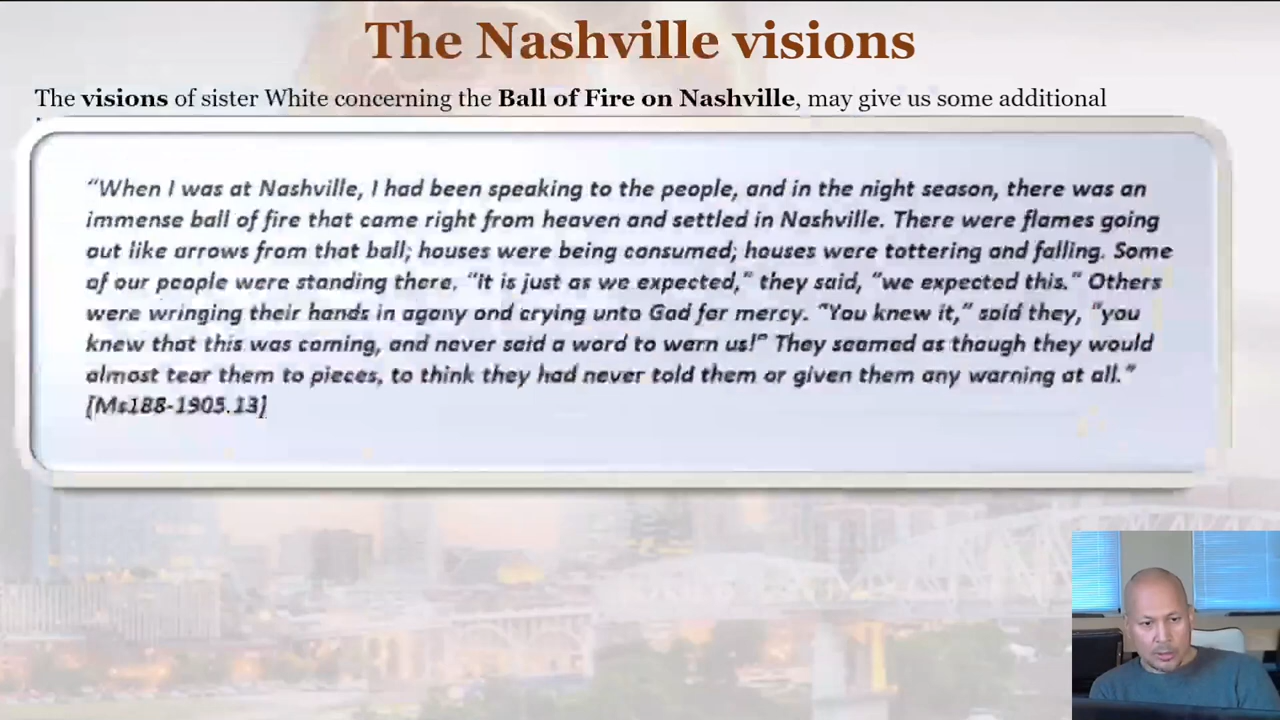 The Nashville visions
The visions of sister White concerning the Ball of Fire on Nashville, may give us some additional
“When I was at Nashville, I had been speaking to the people, and in the night season, there was an
immense ball of fire that came right from heaven and settled in Nashville. There were flames going
out like arrows from that ball; houses were being consumed; houses were tottering and falling. Some
of our people were standing there. “It is just as we expected,” they said, “we expected this.” Others
were wringing their hands in agony and crying unto God for mercy. “You knew it,” said they, “you
knew that this was coming, and never said a word to warn us!” They seemed as though they would
almost tear them to pieces, to think they had never told them or given them any warning at all.”
[Ms188-1905.13]